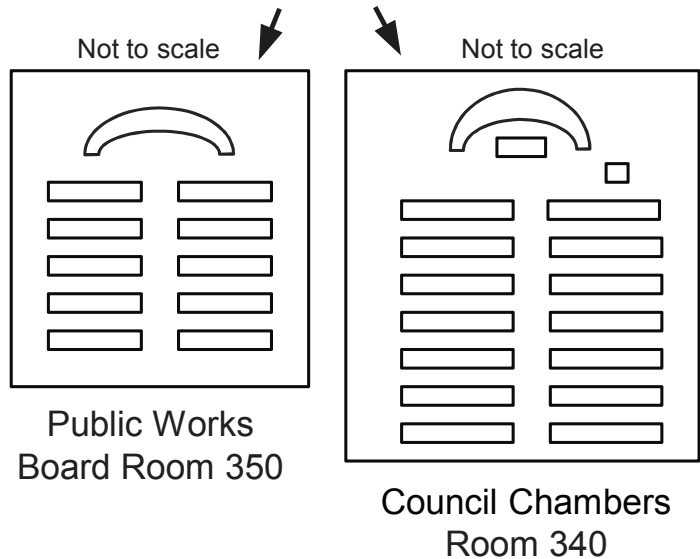 Not to scale
Not to scale
Public Works
Board Room 350
Council Chambers
Room 340